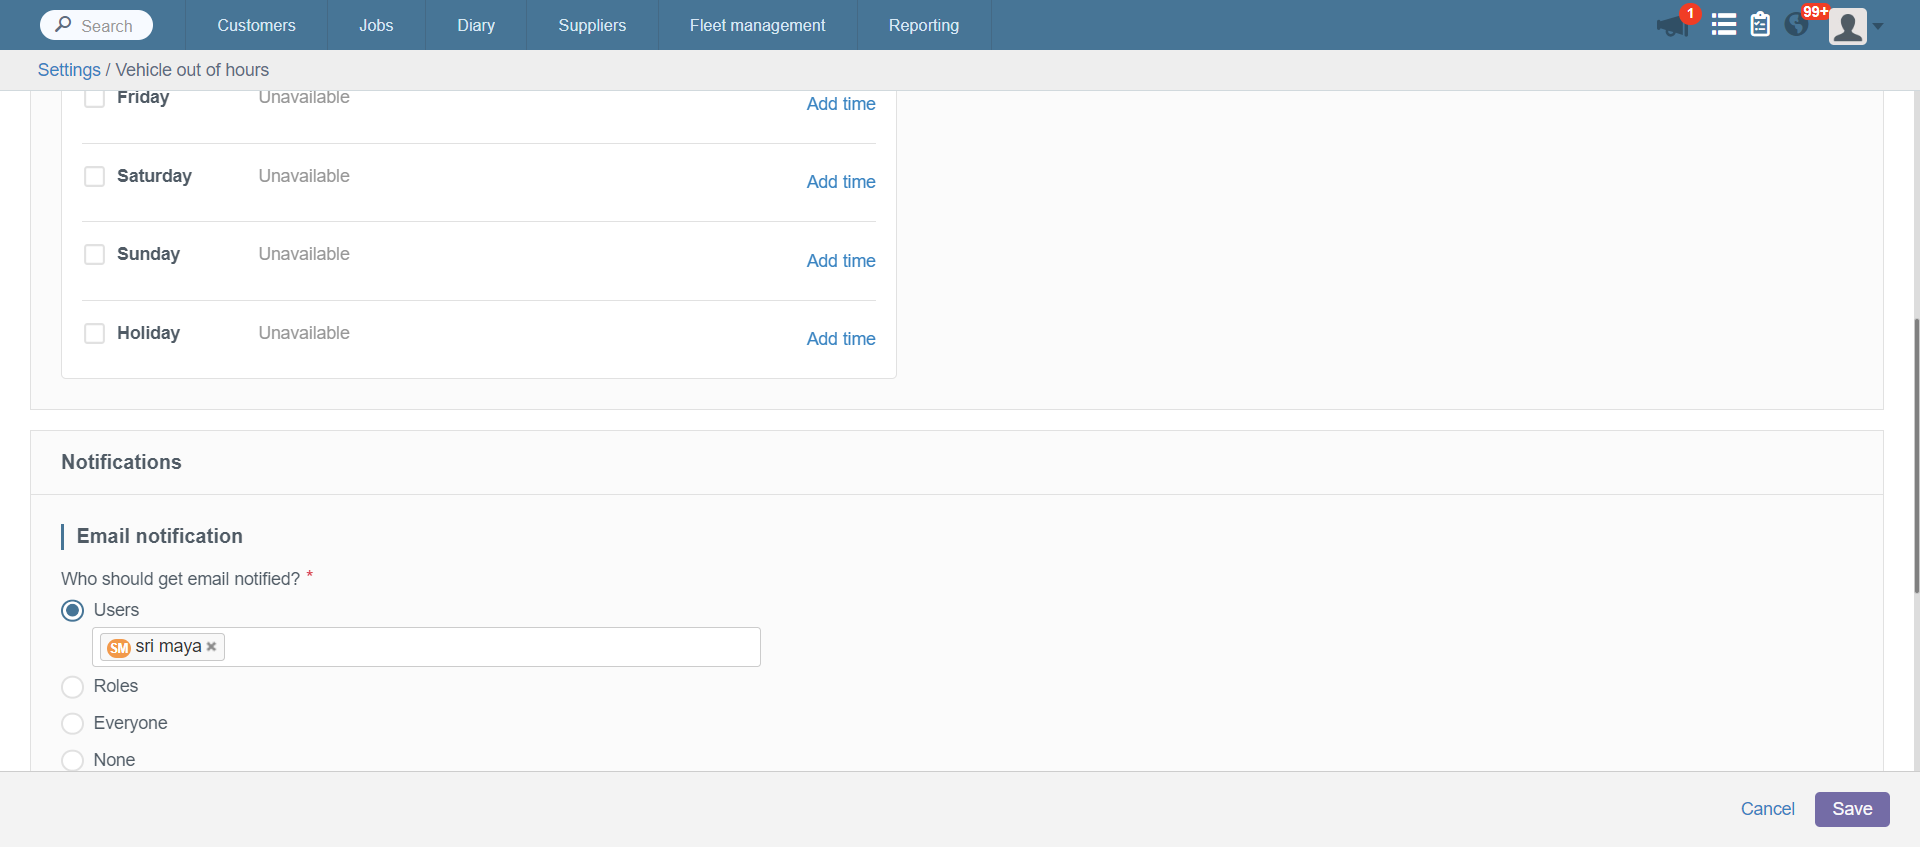 Search
Customers
Jobs
Diary
Suppliers
Fleet management
Reporting
1
99+
Settings / Vehicle out of hours
Friday Unavailable Add time
Saturday Unavailable Add time
Sunday Unavailable Add time
Holiday Unavailable Add time
Notifications
Email notification
Who should get email notified? *
Users
SM sri maya ×
Roles
Everyone
None
Cancel Save